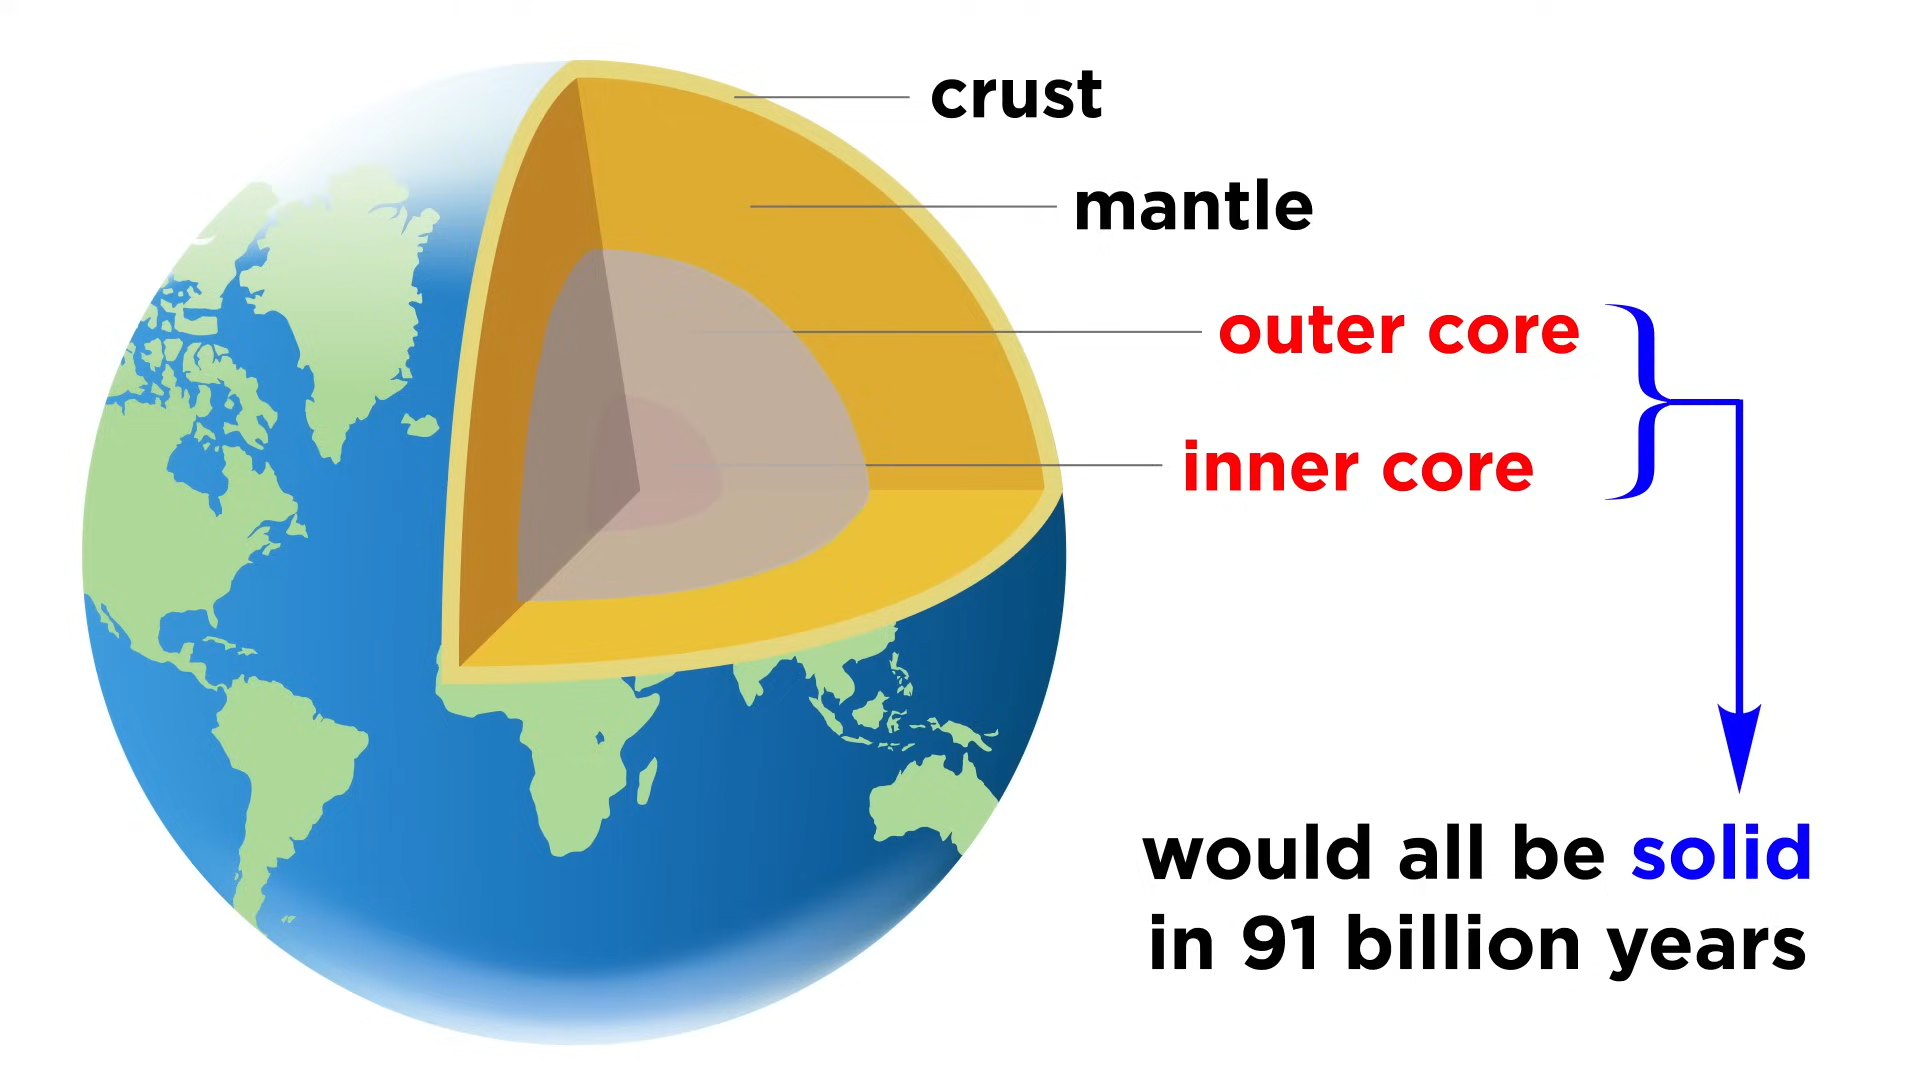 crust
mantle
outer core
inner core
would all be solid
in 91 billion years